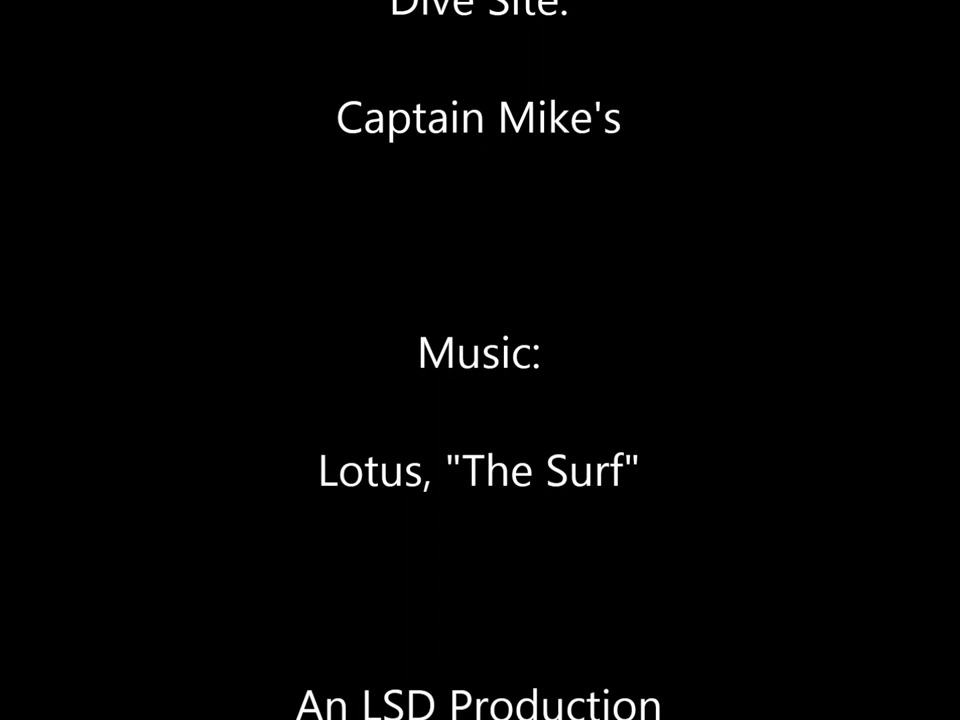 Dive Site:
Captain Mike's
Music:
Lotus, "The Surf"
An LSD Production